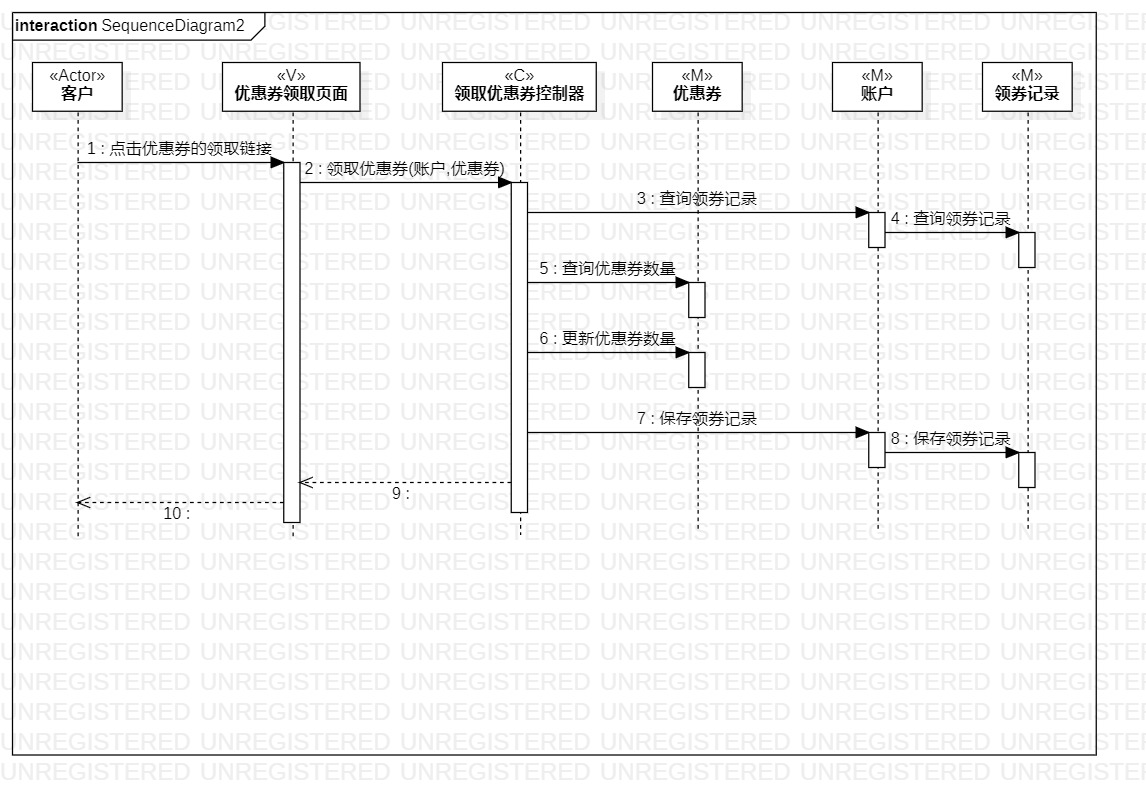 interaction SequenceDiagram2
«Actor»
客户
«V»
优惠券领取页面
«C»
领取优惠券控制器
«M»
优惠券
«M»
账户
«M»
领券记录
1 : 点击优惠券的领取链接
2 : 领取优惠券(账户,优惠券)
3 : 查询领券记录
4 : 查询领券记录
5 : 查询优惠券数量
6 : 更新优惠券数量
7 : 保存领券记录
8 : 保存领券记录
9 :
10 :
UNREGISTERED